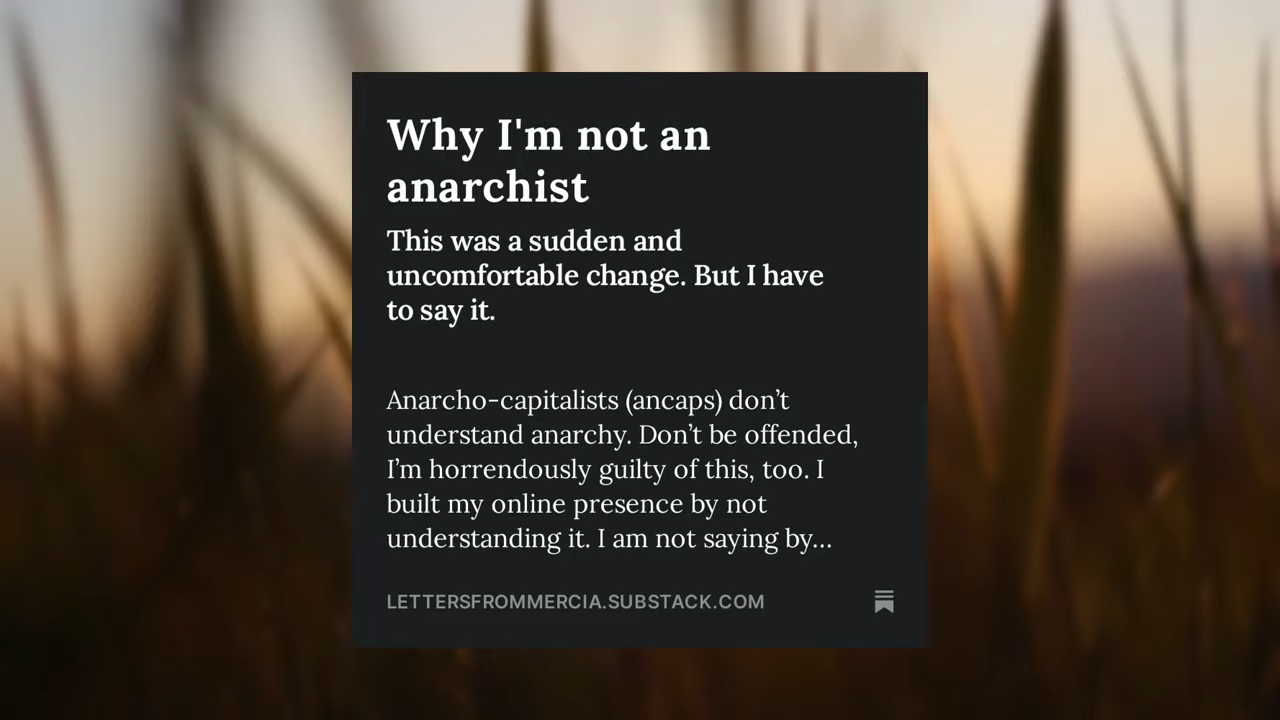 Why I'm not an
anarchist
This was a sudden and
uncomfortable change. But I have
to say it.
Anarcho-capitalists (ancaps) don’t
understand anarchy. Don’t be offended,
I’m horrendously guilty of this, too. I
built my online presence by not
understanding it. I am not saying by…
LETTERSFROMMERCIA.SUBSTACK.COM